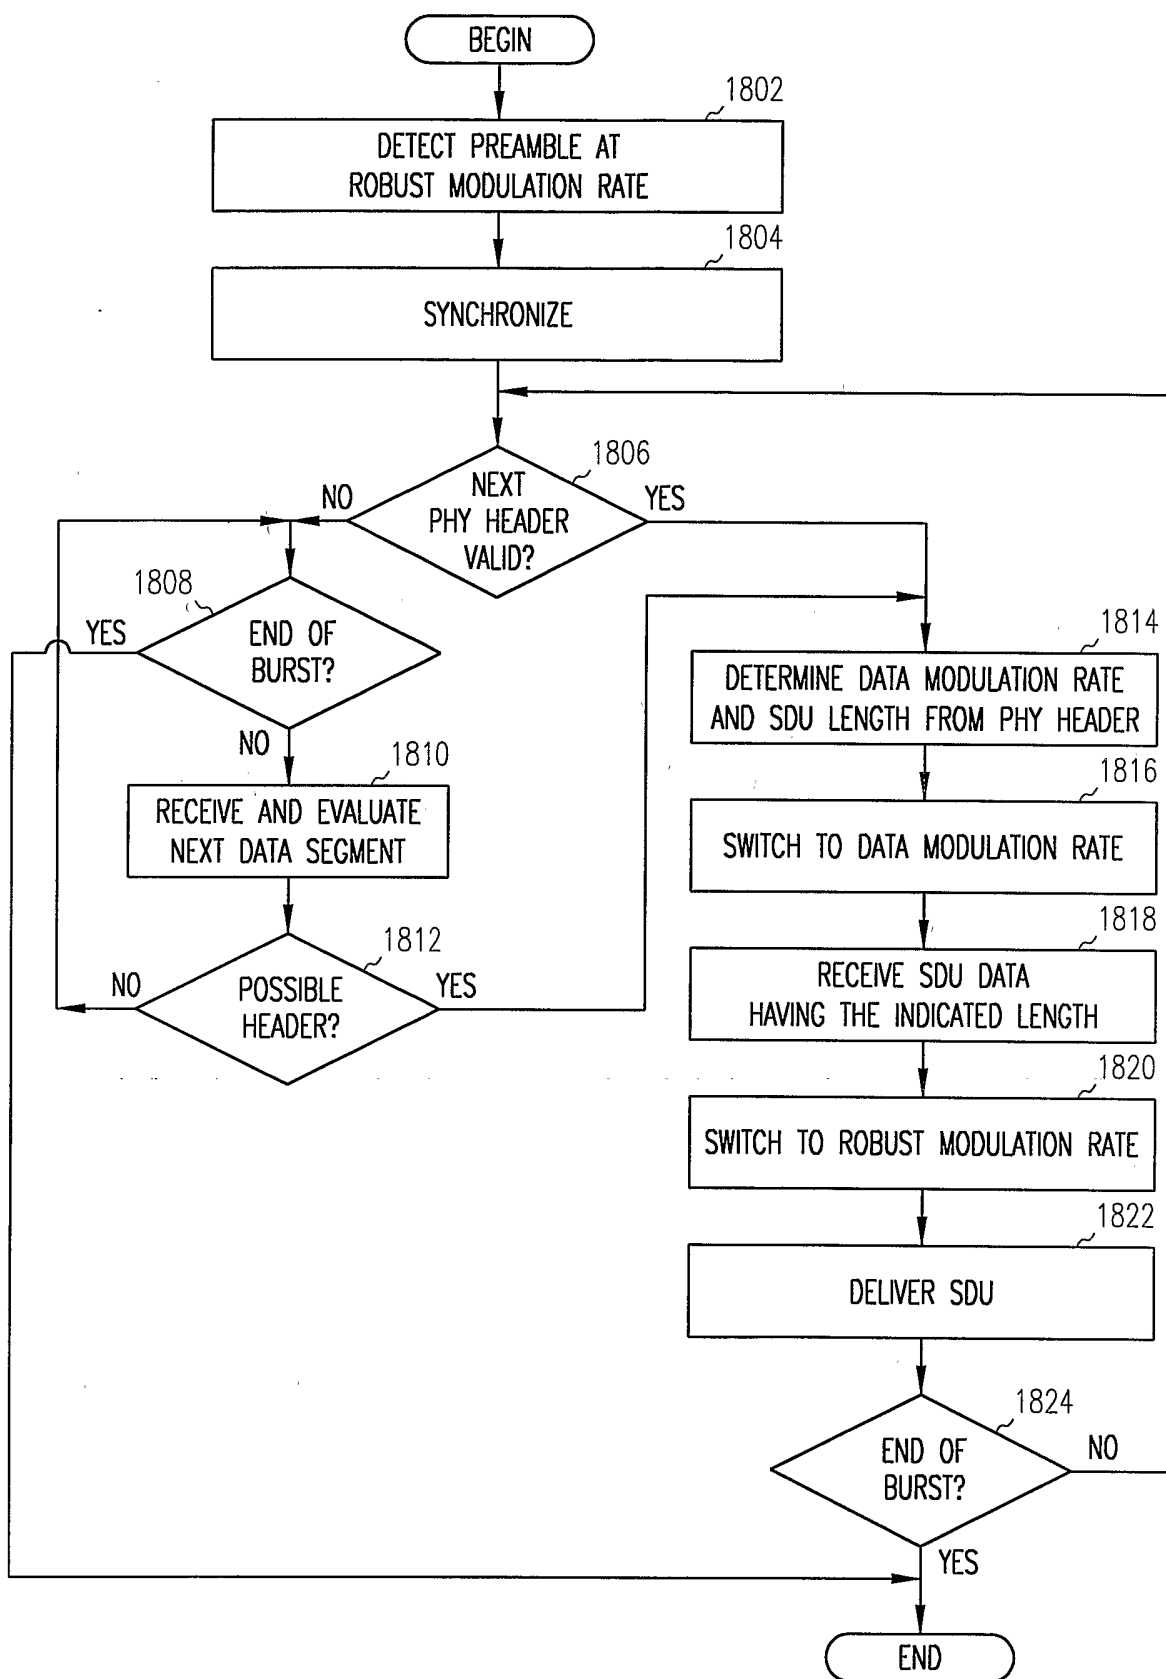 BEGIN
1802
DETECT PREAMBLE AT
ROBUST MODULATION RATE
1804
SYNCHRONIZE
1806
NEXT
PHY HEADER
VALID?
NO
YES
1808
END OF
BURST?
YES
NO
1810
RECEIVE AND EVALUATE
NEXT DATA SEGMENT
1812
POSSIBLE
HEADER?
NO
YES
1814
DETERMINE DATA MODULATION RATE
AND SDU LENGTH FROM PHY HEADER
1816
SWITCH TO DATA MODULATION RATE
1818
RECEIVE SDU DATA
HAVING THE INDICATED LENGTH
1820
SWITCH TO ROBUST MODULATION RATE
1822
DELIVER SDU
1824
END OF
BURST?
NO
YES
END